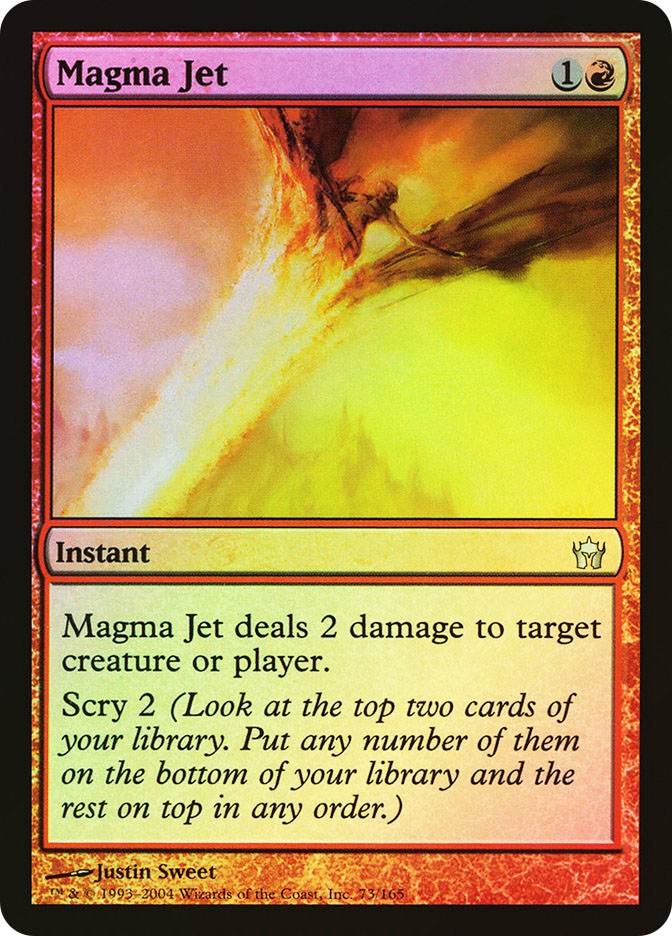 Magma Jet 1
Instant
Magma Jet deals 2 damage to target
creature or player.
Scry 2 (Look at the top two cards of
your library. Put any number of them
on the bottom of your library and the
rest on top in any order.)
Justin Sweet
™ & © 1993–2004 Wizards of the Coast, Inc. 73/165